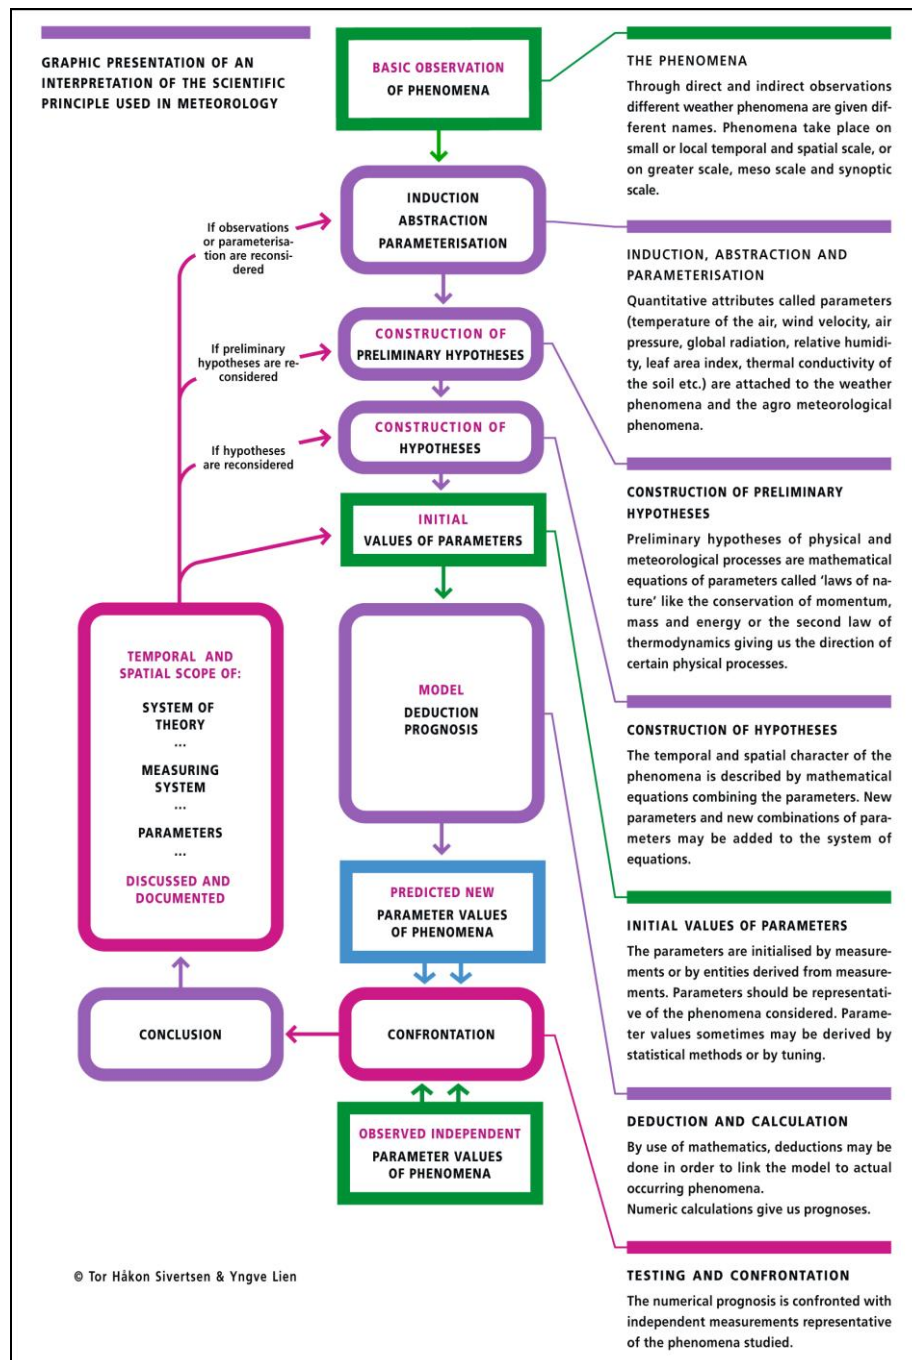 GRAPHIC PRESENTATION OF AN
INTERPRETATION OF THE SCIENTIFIC
PRINCIPLE USED IN METEOROLOGY
BASIC OBSERVATION
OF PHENOMENA
INDUCTION
ABSTRACTION
PARAMETERISATION
If observations
or parameterisa-
tion are reconsi-
dered
CONSTRUCTION OF
PRELIMINARY HYPOTHESES
If preliminary
hypotheses are re-
considered
CONSTRUCTION OF
HYPOTHESES
If hypotheses
are reconsidered
INITIAL
VALUES OF PARAMETERS
MODEL
DEDUCTION
PROGNOSIS
TEMPORAL AND
SPATIAL SCOPE OF:
SYSTEM OF
THEORY
...
MEASURING
SYSTEM
...
PARAMETERS
...
DISCUSSED AND
DOCUMENTED
PREDICTED NEW
PARAMETER VALUES
OF PHENOMENA
CONCLUSION
CONFRONTATION
OBSERVED INDEPENDENT
PARAMETER VALUES
OF PHENOMENA
© Tor Håkon Sivertsen & Yngve Lien
THE PHENOMENA
Through direct and indirect observations
different weather phenomena are given dif-
ferent names. Phenomena take place on
small or local temporal and spatial scale, or
on greater scale, meso scale and synoptic
scale.
INDUCTION, ABSTRACTION AND
PARAMETERISATION
Quantitative attributes called parameters
(temperature of the air, wind velocity, air
pressure, global radiation, relative humidi-
ty, leaf area index, thermal conductivity of
the soil etc.) are attached to the weather
phenomena and the agro meteorological
phenomena.
CONSTRUCTION OF PRELIMINARY
HYPOTHESES
Preliminary hypotheses of physical and
meteorological processes are mathematical
equations of parameters called ‘laws of na-
ture’ like the conservation of momentum,
mass and energy or the second law of
thermodynamics giving us the direction of
certain physical processes.
CONSTRUCTION OF HYPOTHESES
The temporal and spatial character of the
phenomena is described by mathematical
equations combining the parameters. New
parameters and new combinations of para-
meters may be added to the system of
equations.
INITIAL VALUES OF PARAMETERS
The parameters are initialised by measure-
ments or by entities derived from measure-
ments. Parameters should be representati-
ve of the phenomena considered. Parame-
ter values sometimes may be derived by
statistical methods or by tuning.
DEDUCTION AND CALCULATION
By use of mathematics, deductions may be
done in order to link the model to actual
occurring phenomena.
Numeric calculations give us prognoses.
TESTING AND CONFRONTATION
The numerical prognosis is confronted with
independent measurements representative
of the phenomena studied.